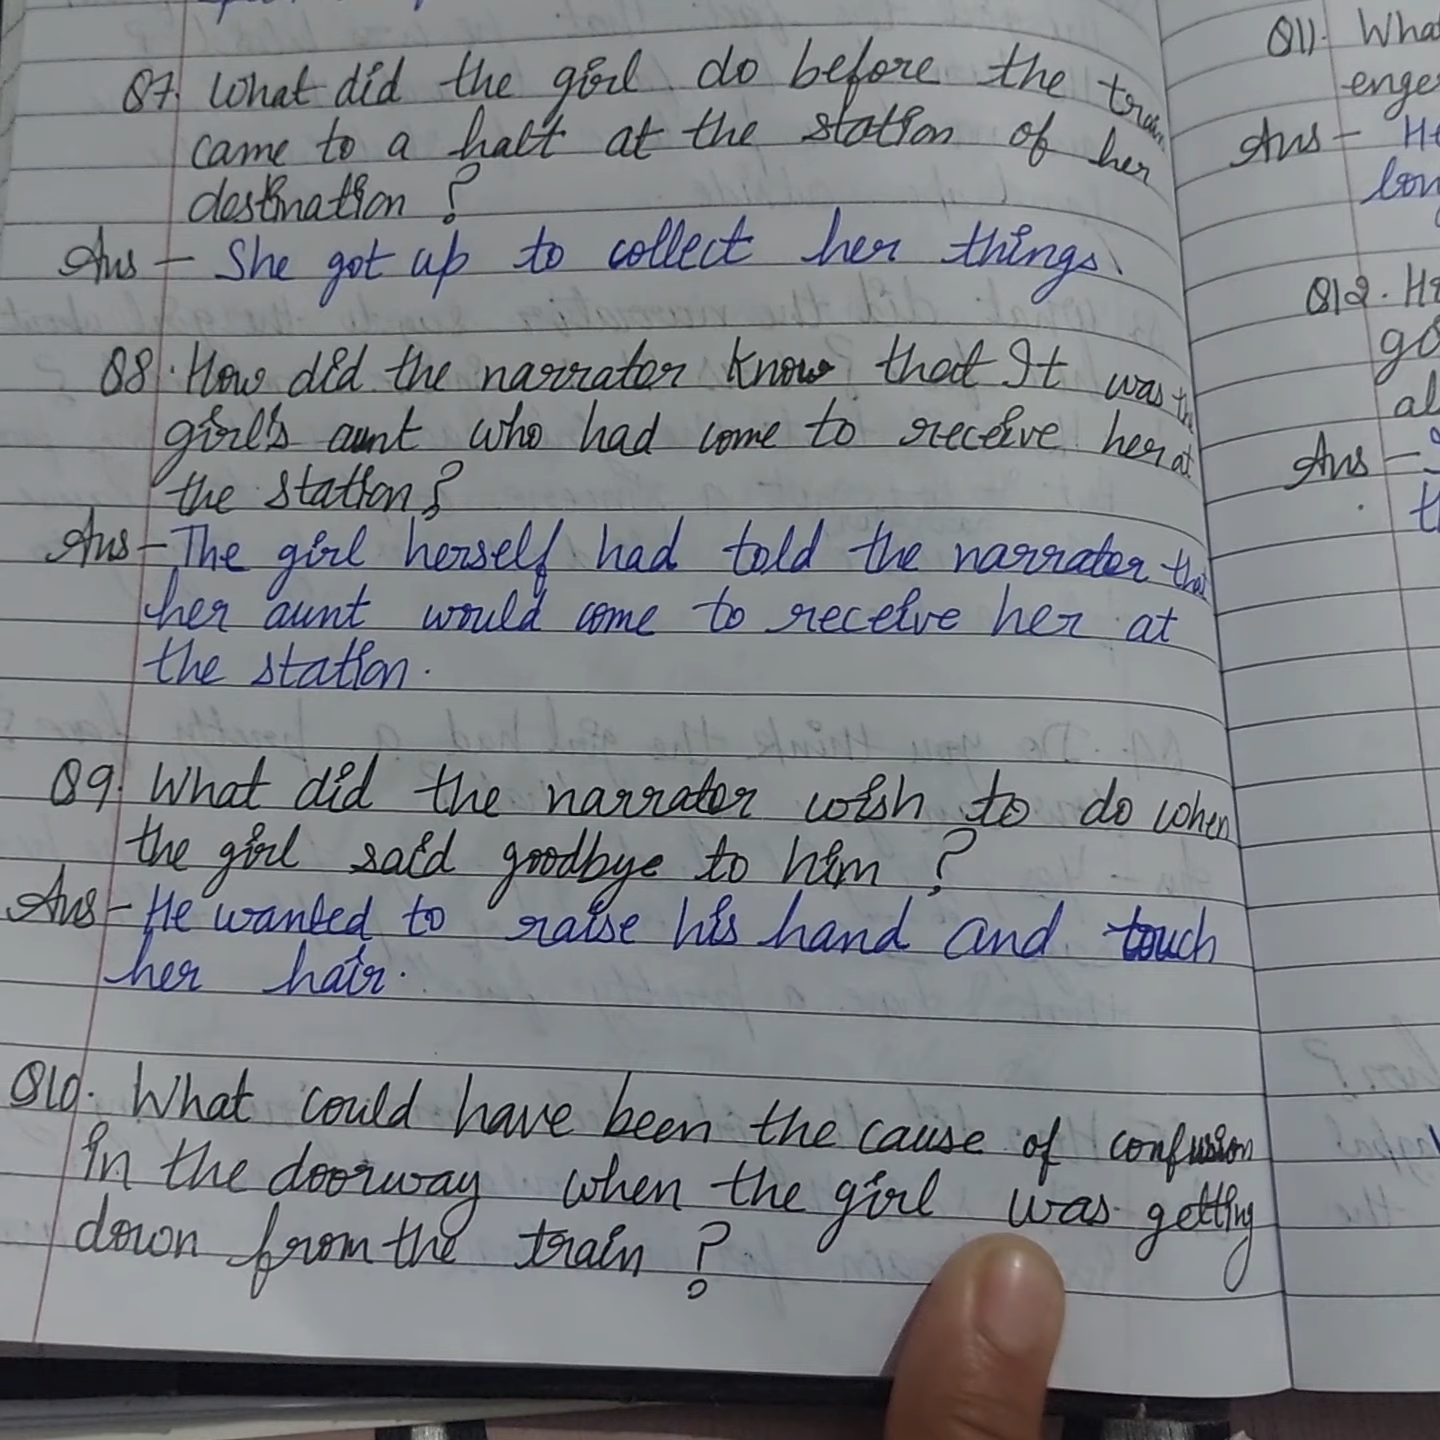 Q7. What did the girl do before the train
came to a halt at the station of her
destination ?
Ans - She got up to collect her things.
Q8. How did the narrator know that It was the
girl's aunt who had come to receive her at
the station?
Ans - The girl herself had told the narrator that
her aunt would come to receive her at
the station.
Q9. What did the narrator wish to do when
the girl said goodbye to him ?
Ans - He wanted to raise his hand and touch
her hair.
Q10. What could have been the cause of confusion
in the doorway when the girl was getting
down from the train ?
Q11. What
enge
Ans - He
lon
Q12. H
go
al
Ans -
t